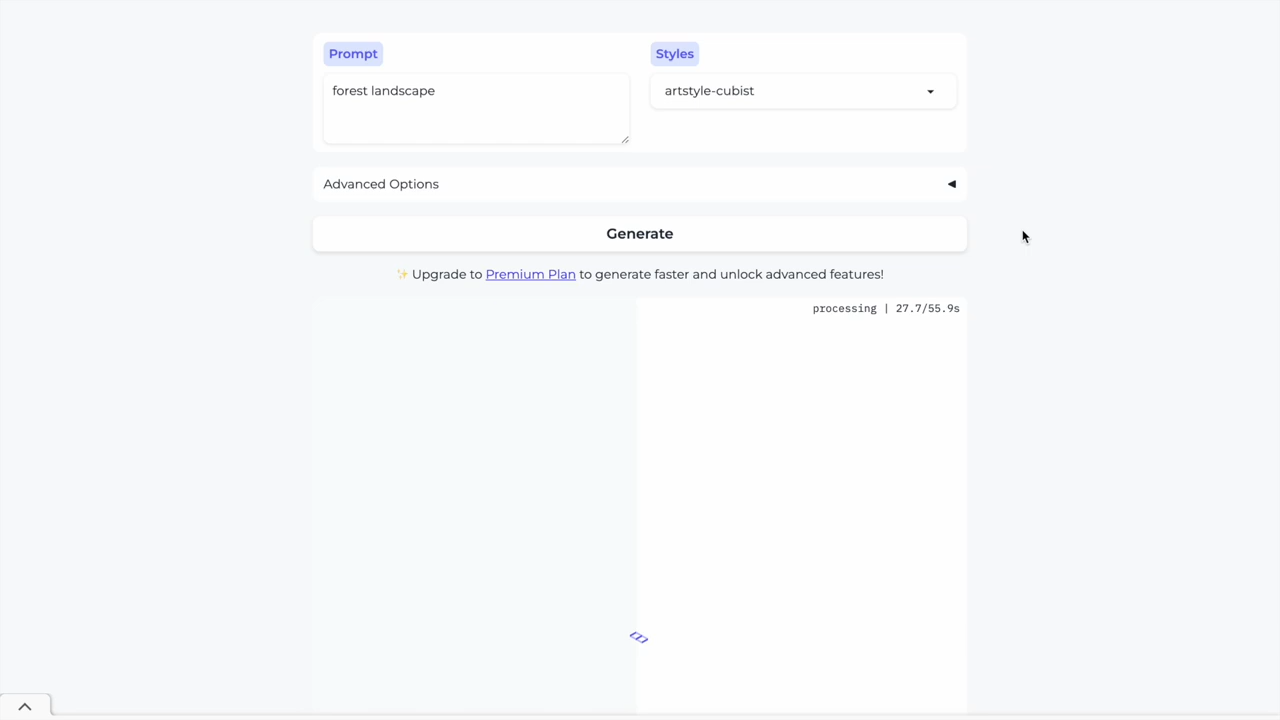 Prompt
Styles
forest landscape
artstyle-cubist
Advanced Options
Generate
✨ Upgrade to Premium Plan to generate faster and unlock advanced features!
processing | 27.7/55.9s